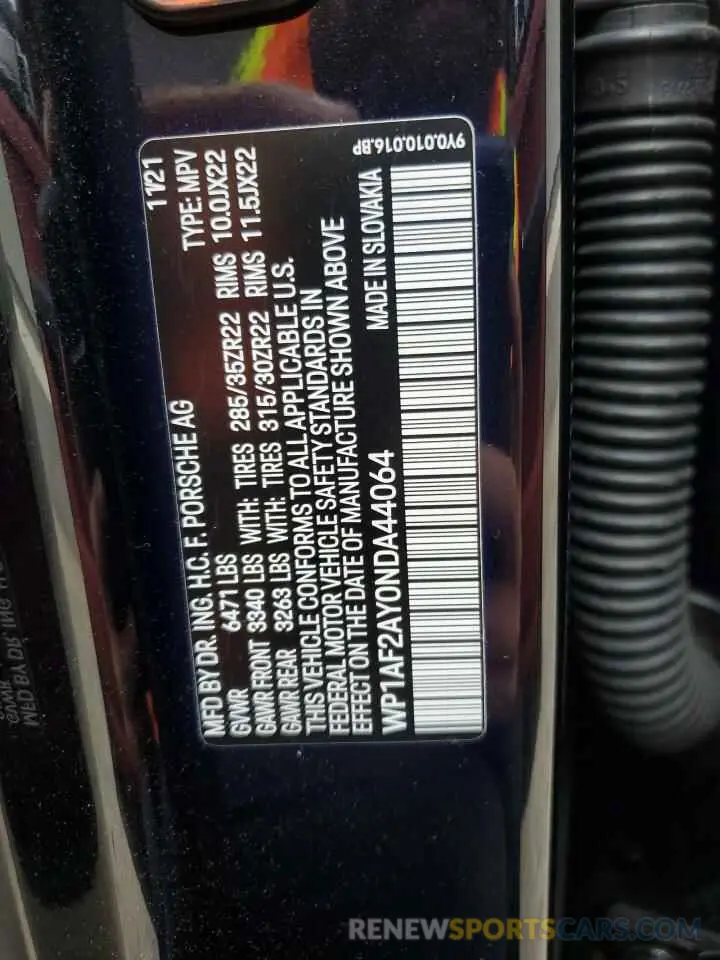 MFD BY DR. ING. H.C. F. PORSCHE AG 11/21
GVWR 6471 LBS TYPE: MPV
GAWR FRONT 3340 LBS WITH: TIRES 285/35ZR22 RIMS 10.0JX22
GAWR REAR 3263 LBS WITH: TIRES 315/30ZR22 RIMS 11.5JX22
THIS VEHICLE CONFORMS TO ALL APPLICABLE U.S.
FEDERAL MOTOR VEHICLE SAFETY STANDARDS IN
EFFECT ON THE DATE OF MANUFACTURE SHOWN ABOVE
WP1AF2AY0NDA44064 MADE IN SLOVAKIA
9Y0.010.016.BP
RENEWSPORTSCARS.COM